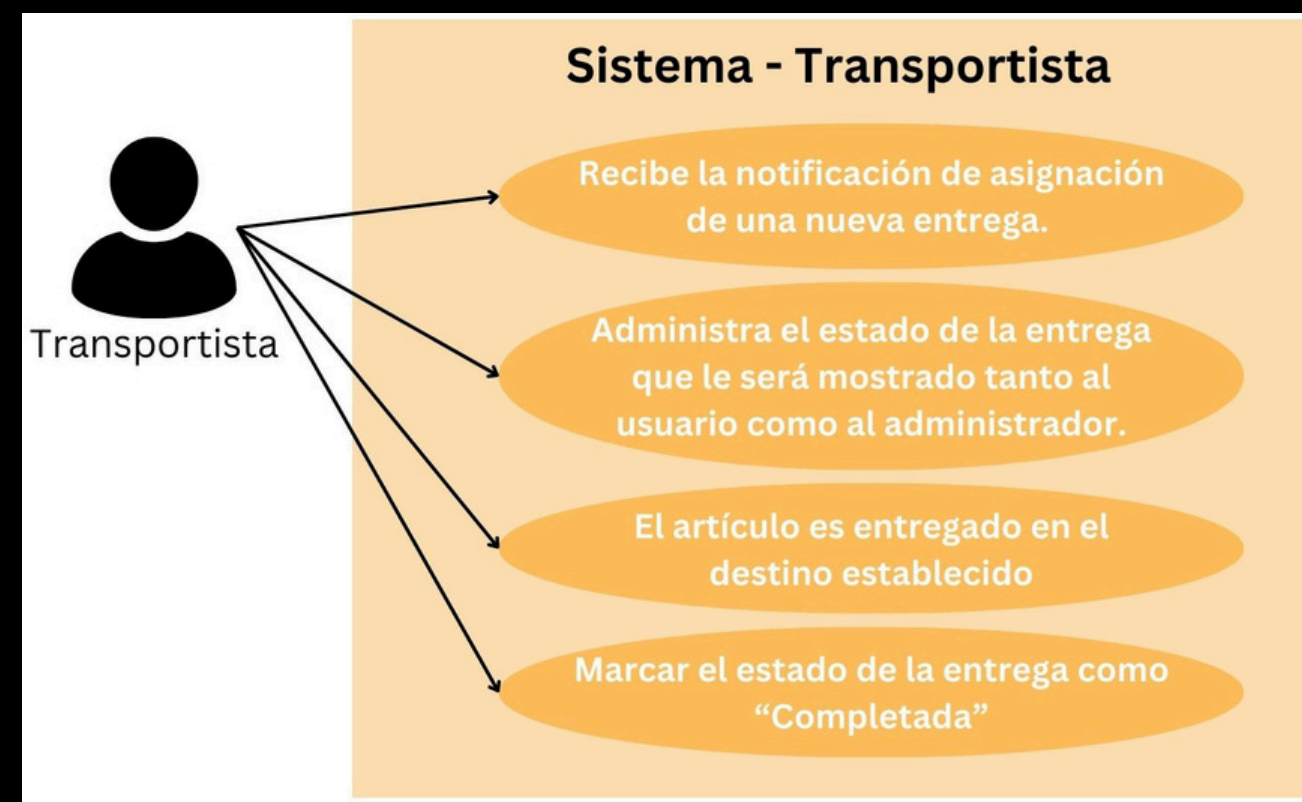 Sistema - Transportista
Recibe la notificación de asignación
de una nueva entrega.
Transportista
Administra el estado de la entrega
que le será mostrado tanto al
usuario como al administrador.
El artículo es entregado en el
destino establecido
Marcar el estado de la entrega como
“Completada”